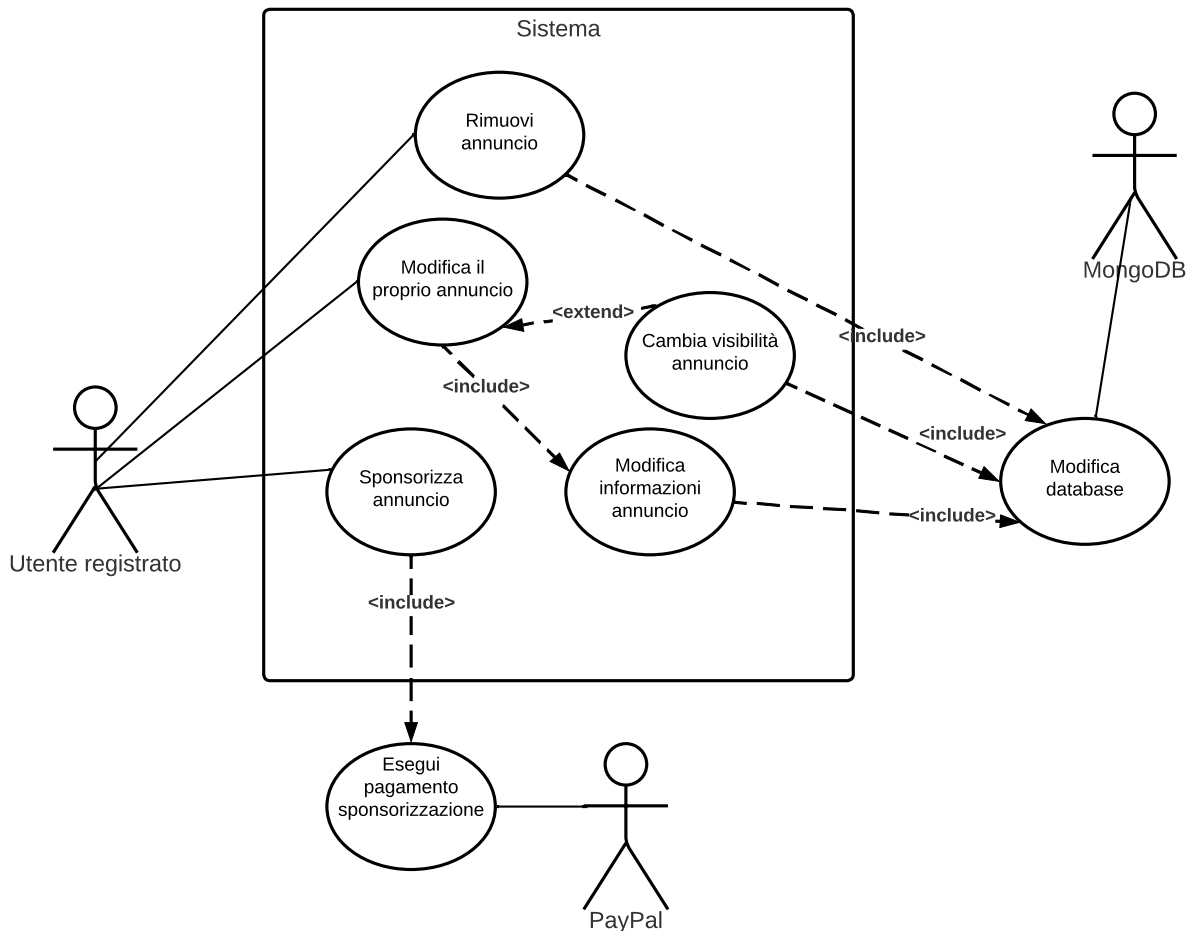 Sistema
Rimuovi
annuncio
MongoDB
Modifica il
proprio annuncio
<extend>
Cambia visibilità
annuncio
<include>
<include>
<include>
Sponsorizza
annuncio
Modifica
informazioni
annuncio
Modifica
database
<include>
Utente registrato
<include>
Esegui
pagamento
sponsorizzazione
PayPal